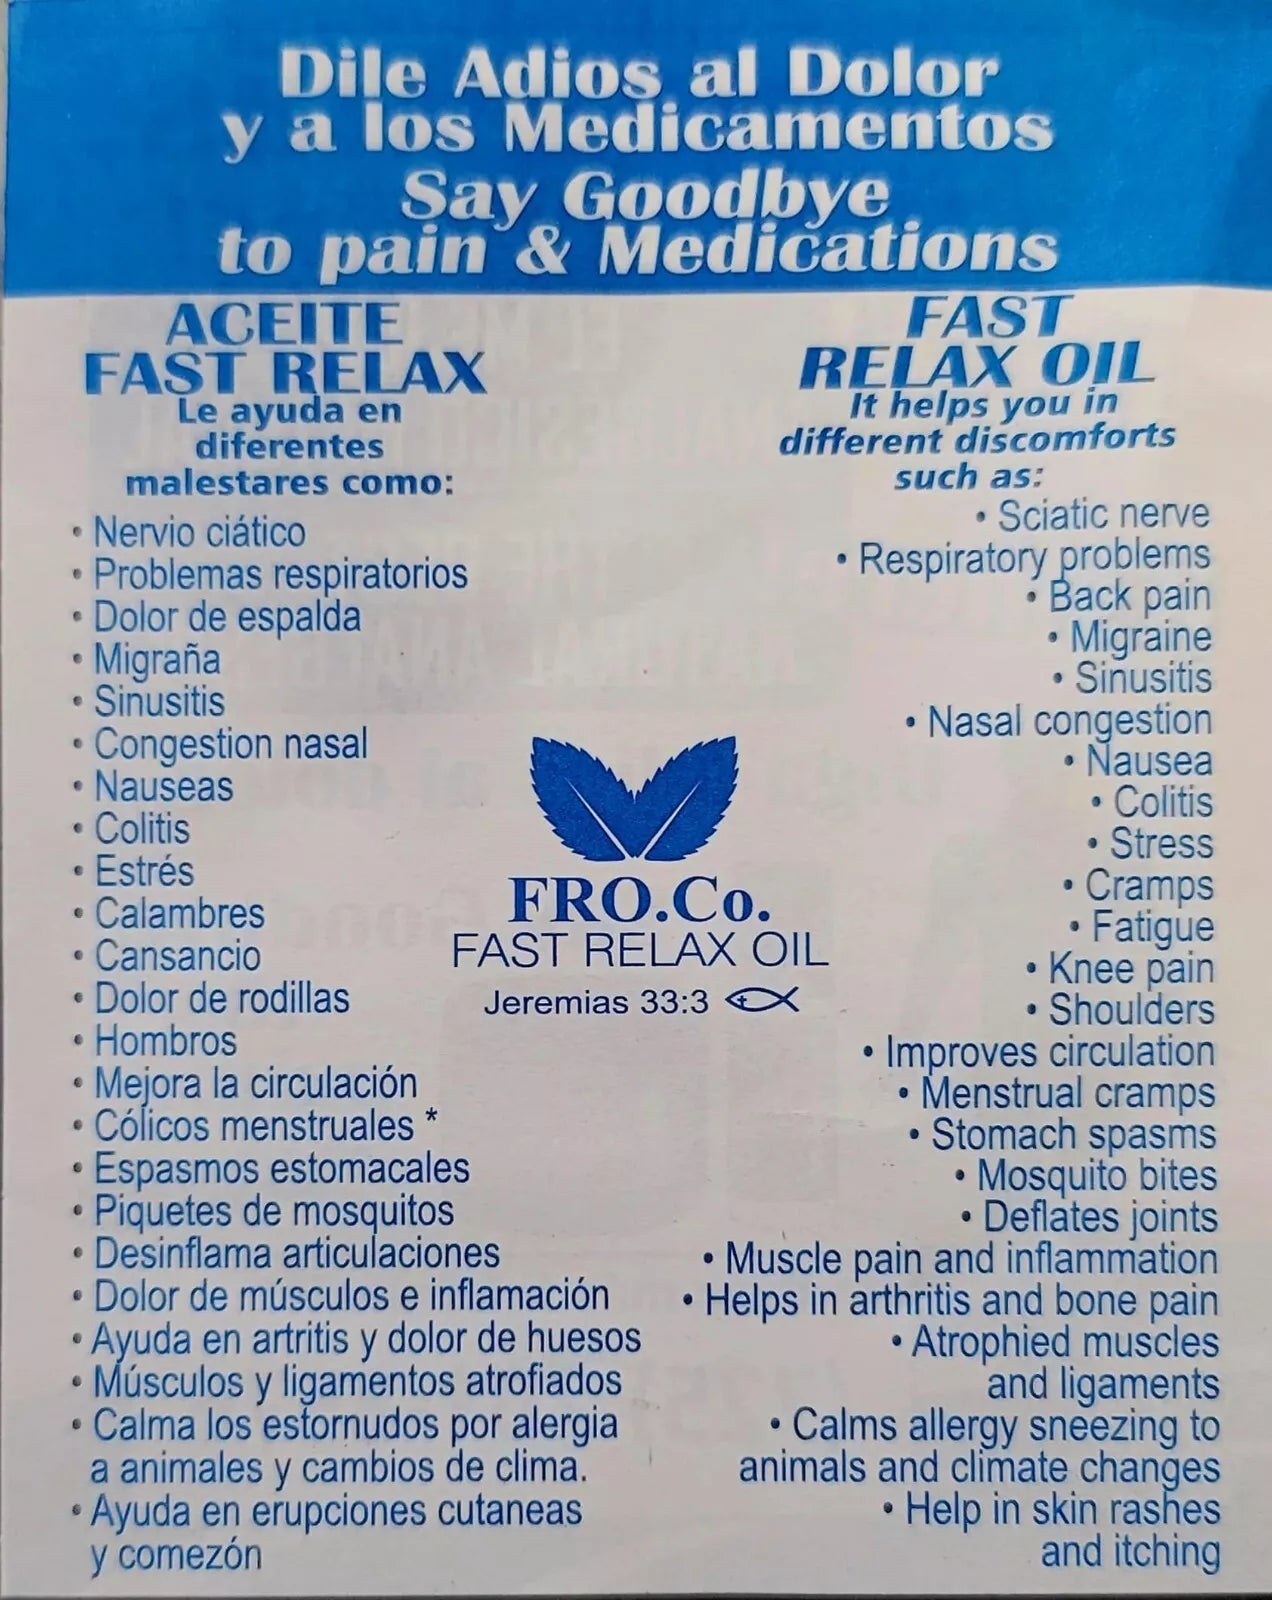 Dile Adios al Dolor
y a los Medicamentos
Say Goodbye
to pain & Medications
ACEITE
FAST RELAX
Le ayuda en
diferentes
malestares como:
• Nervio ciático
• Problemas respiratorios
• Dolor de espalda
• Migraña
• Sinusitis
• Congestion nasal
• Nauseas
• Colitis
• Estrés
• Calambres
• Cansancio
• Dolor de rodillas
• Hombros
• Mejora la circulación
• Cólicos menstruales *
• Espasmos estomacales
• Piquetes de mosquitos
• Desinflama articulaciones
• Dolor de músculos e inflamación
• Ayuda en artritis y dolor de huesos
• Músculos y ligamentos atrofiados
• Calma los estornudos por alergia
a animales y cambios de clima.
• Ayuda en erupciones cutaneas
y comezón
FRO.Co.
FAST RELAX OIL
Jeremias 33:3
FAST
RELAX OIL
It helps you in
different discomforts
such as:
• Sciatic nerve
• Respiratory problems
• Back pain
• Migraine
• Sinusitis
• Nasal congestion
• Nausea
• Colitis
• Stress
• Cramps
• Fatigue
• Knee pain
• Shoulders
• Improves circulation
• Menstrual cramps
• Stomach spasms
• Mosquito bites
• Deflates joints
• Muscle pain and inflammation
• Helps in arthritis and bone pain
• Atrophied muscles
and ligaments
• Calms allergy sneezing to
animals and climate changes
• Help in skin rashes
and itching